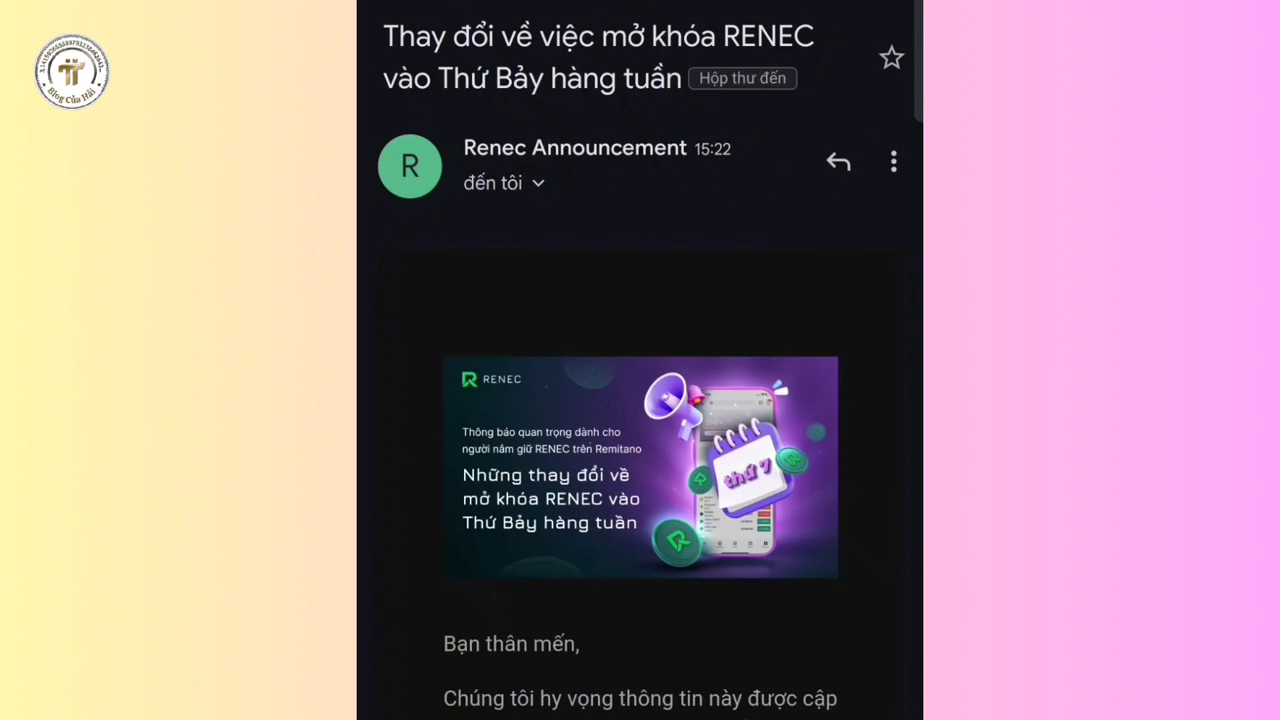 Blog Của Hải
Thay đổi về việc mở khóa RENEC
vào Thứ Bảy hàng tuần Hộp thư đến
R
Renec Announcement 15:22
đến tôi
RENEC
Thông báo quan trọng dành cho
người nắm giữ RENEC trên Remitano
Những thay đổi về
mở khóa RENEC vào
Thứ Bảy hàng tuần
thứ 7
Bạn thân mến,
Chúng tôi hy vọng thông tin này được cập